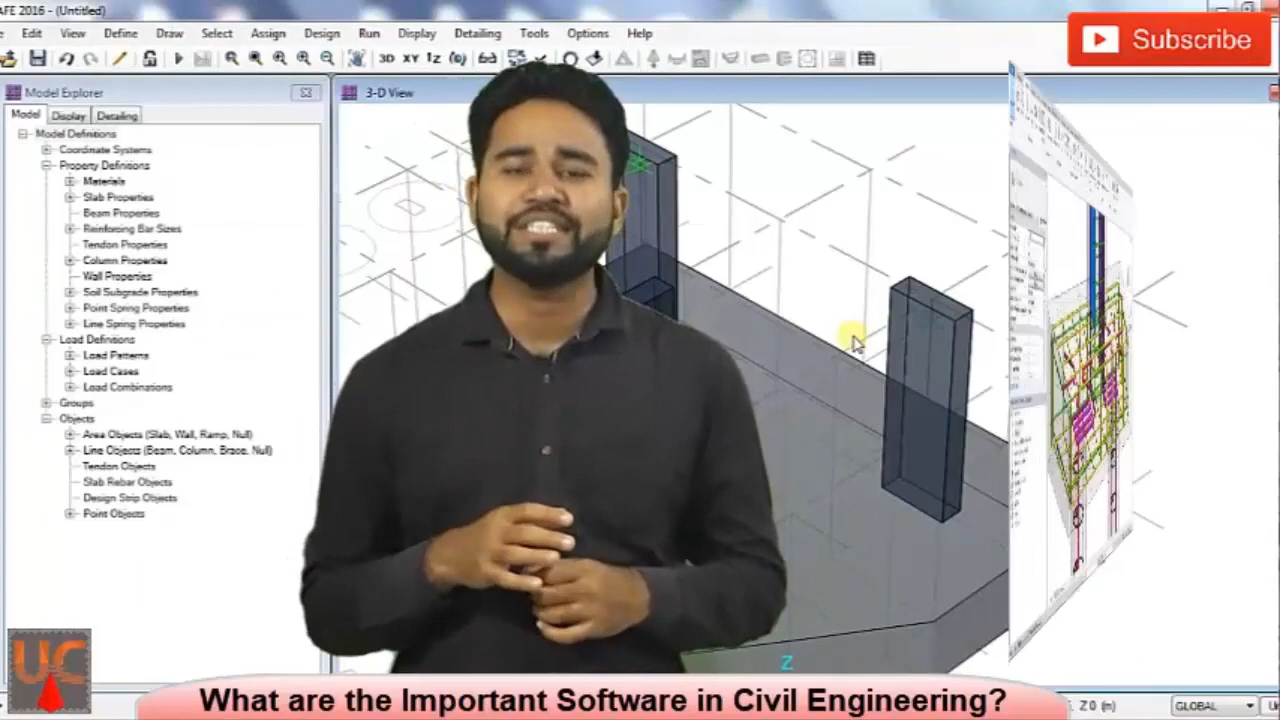 AFE 2016 - (Untitled)
Edit View Define Draw Select Assign Design Run Display Detailing Tools Options Help
Subscribe
3D XY
Model Explorer
3-D View
Model Display Detailing
Model Definitions
Coordinate Systems
Property Definitions
Materials
Slab Properties
Beam Properties
Reinforcing Bar Sizes
Tendon Properties
Column Properties
Wall Properties
Soil Subgrade Properties
Point Spring Properties
Line Spring Properties
Load Definitions
Load Patterns
Load Cases
Load Combinations
Groups
Objects
Area Objects (Slab, Wall, Ramp, Null)
Line Objects (Beam, Column, Brace, Null)
Tendon Objects
Slab Rebar Objects
Design Strip Objects
Point Objects
Z
UC
What are the Important Software in Civil Engineering?
Z 0 (m)
GLOBAL